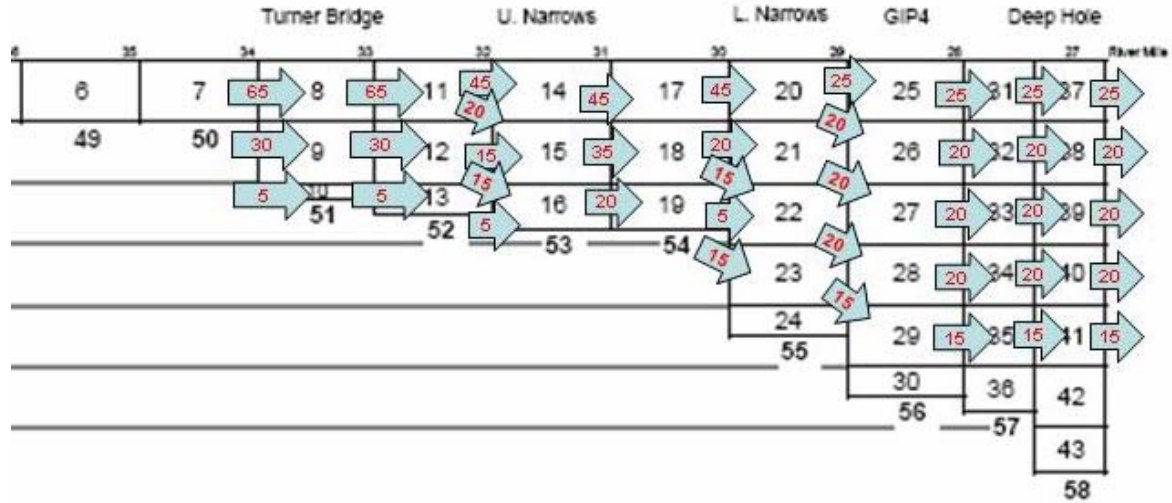 Turner Bridge U. Narrows L. Narrows GIP4 Deep Hole
6 35 34 33 32 31 30 29 28 27 River Mile
6 7 65 8 65 11 45 14 45 17 45 20 25 25 25 31 25 37 25
20 20
49 50 30 9 30 12 15 15 35 18 20 21 26 20 32 20 38 20
15 15 20
5 10 5 13 16 20 19 5 22 27 20 33 20 39 20
51 52 5 53 54
15 23 20 28 20 34 20 40 20
15
24 29 15 35 15 41 15
55
30 36 42
56 57
43
58